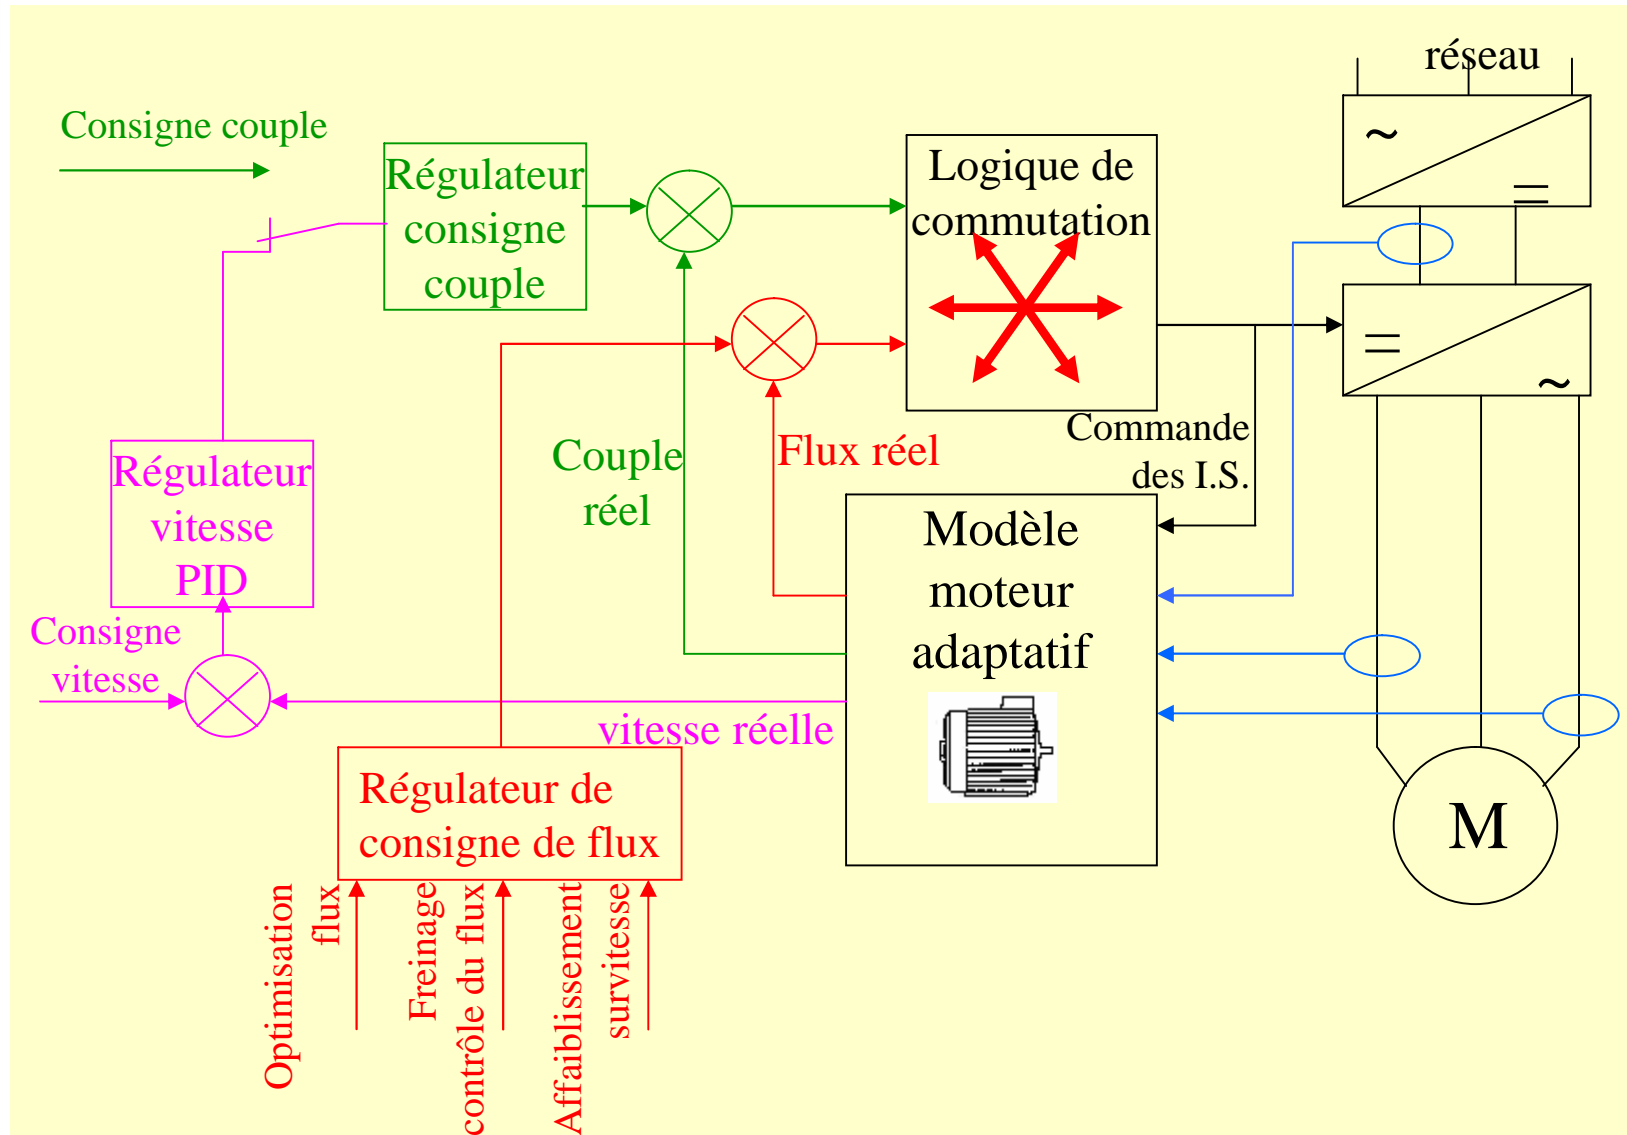 réseau
Consigne couple
Régulateur
consigne
couple
Logique de
commutation
~
=
=
~
Commande
des I.S.
Couple
réel
Flux réel
Régulateur
vitesse
PID
Modèle
moteur
adaptatif
Consigne
vitesse
vitesse réelle
Régulateur de
consigne de flux
M
Optimisation
flux
Freinage
contrôle du flux
Affaiblissement
survitesse